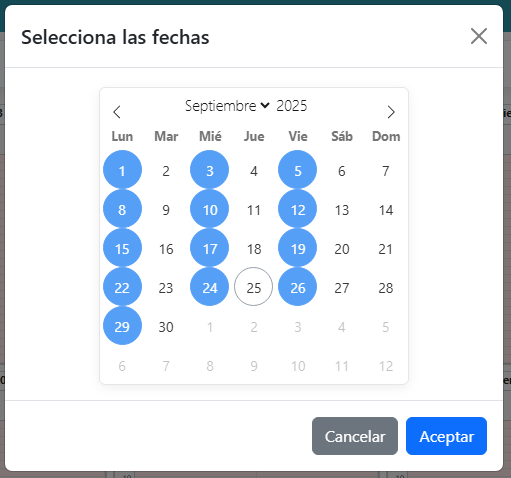 Selecciona las fechas
Septiembre 2025
Lun Mar Mié Jue Vie Sáb Dom
1 2 3 4 5 6 7
8 9 10 11 12 13 14
15 16 17 18 19 20 21
22 23 24 25 26 27 28
29 30 1 2 3 4 5
6 7 8 9 10 11 12
Cancelar Aceptar